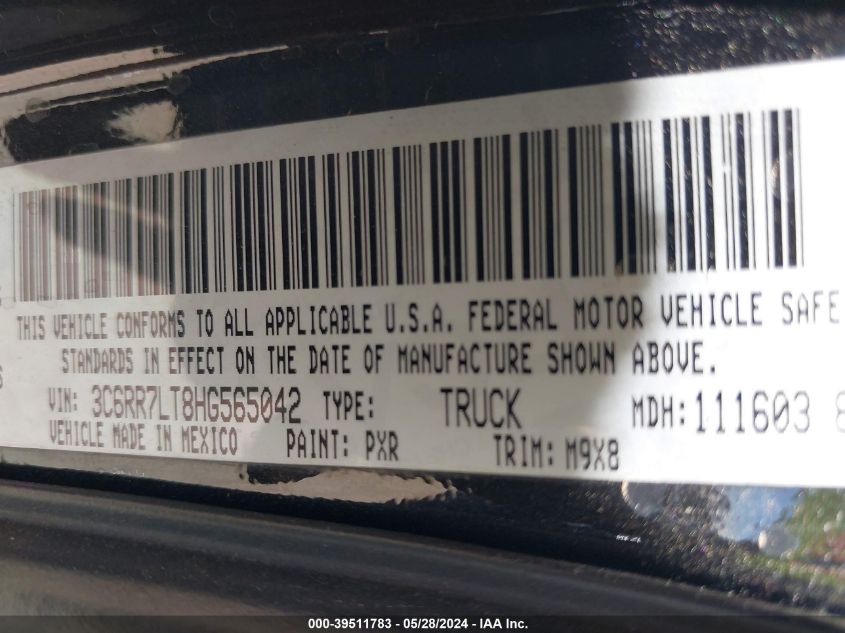 THIS VEHICLE CONFORMS TO ALL APPLICABLE U.S.A. FEDERAL MOTOR VEHICLE SAFE
STANDARDS IN EFFECT ON THE DATE OF MANUFACTURE SHOWN ABOVE.
VIN: 3C6RR7LT8HG565042 TYPE: TRUCK MDH: 111603
VEHICLE MADE IN MEXICO PAINT: PXR TRIM: M9X8
000-39511783 - 05/28/2024 - IAA Inc.